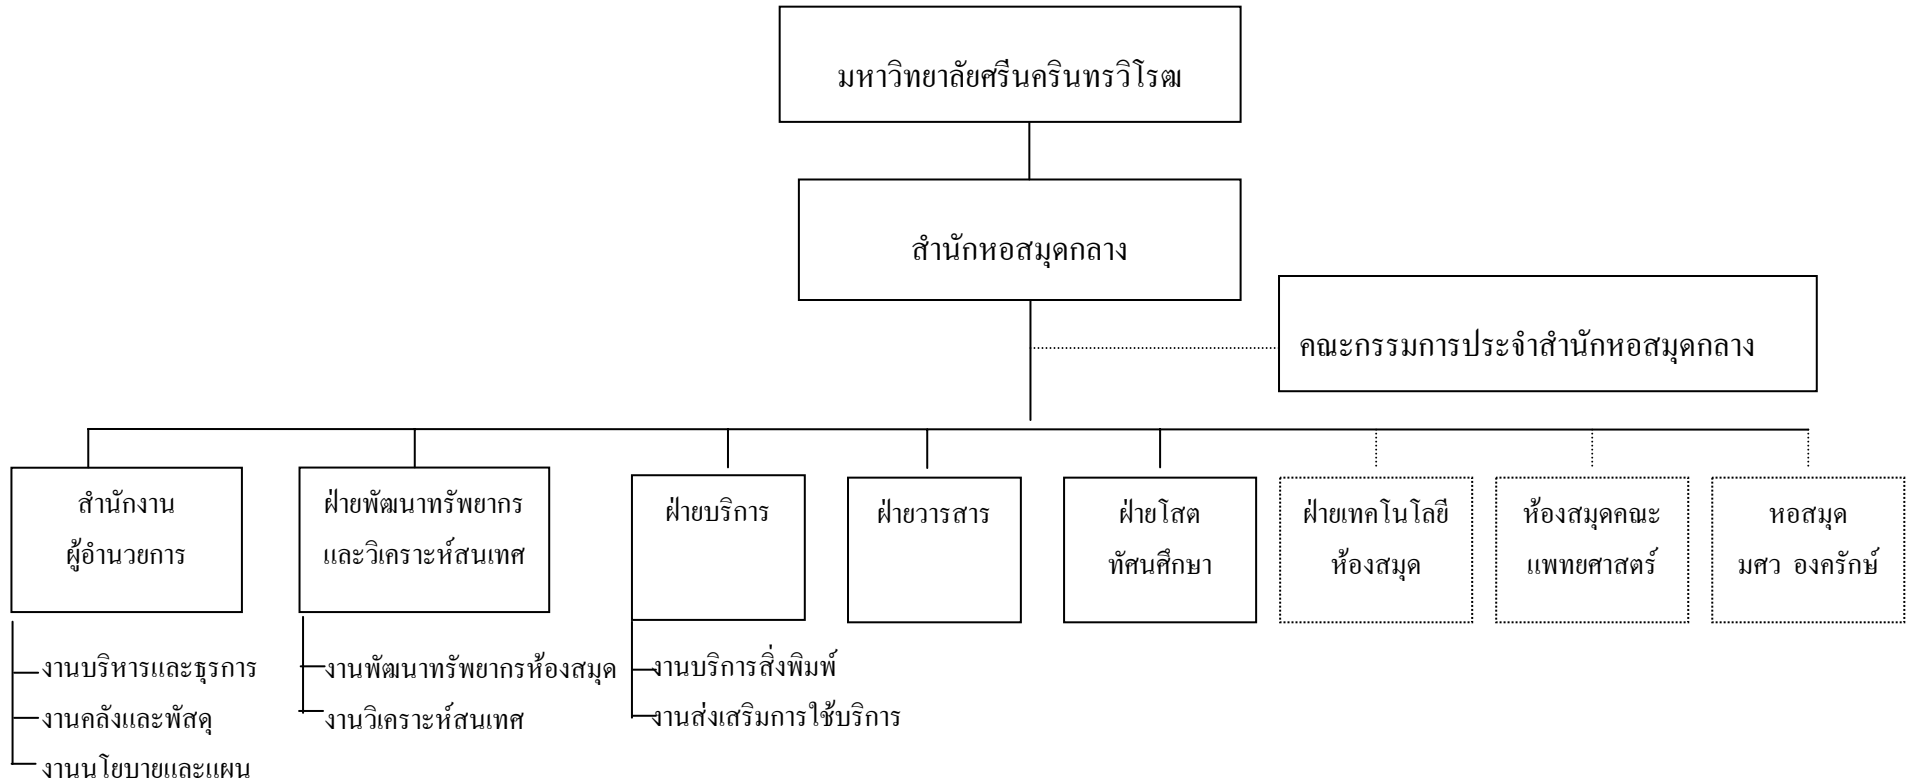 มหาวิทยาลัยศรีนครินทรวิโรฒ
สำนักหอสมุดกลาง
คณะกรรมการประจำสำนักหอสมุดกลาง
สำนักงาน
ผู้อำนวยการ
ฝ่ายพัฒนาทรัพยากร
และวิเคราะห์สนเทศ
ฝ่ายบริการ
ฝ่ายวารสาร
ฝ่ายโสต
ทัศนศึกษา
ฝ่ายเทคโนโลยี
ห้องสมุด
ห้องสมุดคณะ
แพทยศาสตร์
หอสมุด
มศว องครักษ์
งานบริหารและธุรการ
งานคลังและพัสดุ
งานนโยบายและแผน
งานพัฒนาทรัพยากรห้องสมุด
งานวิเคราะห์สนเทศ
งานบริการสิ่งพิมพ์
งานส่งเสริมการใช้บริการ